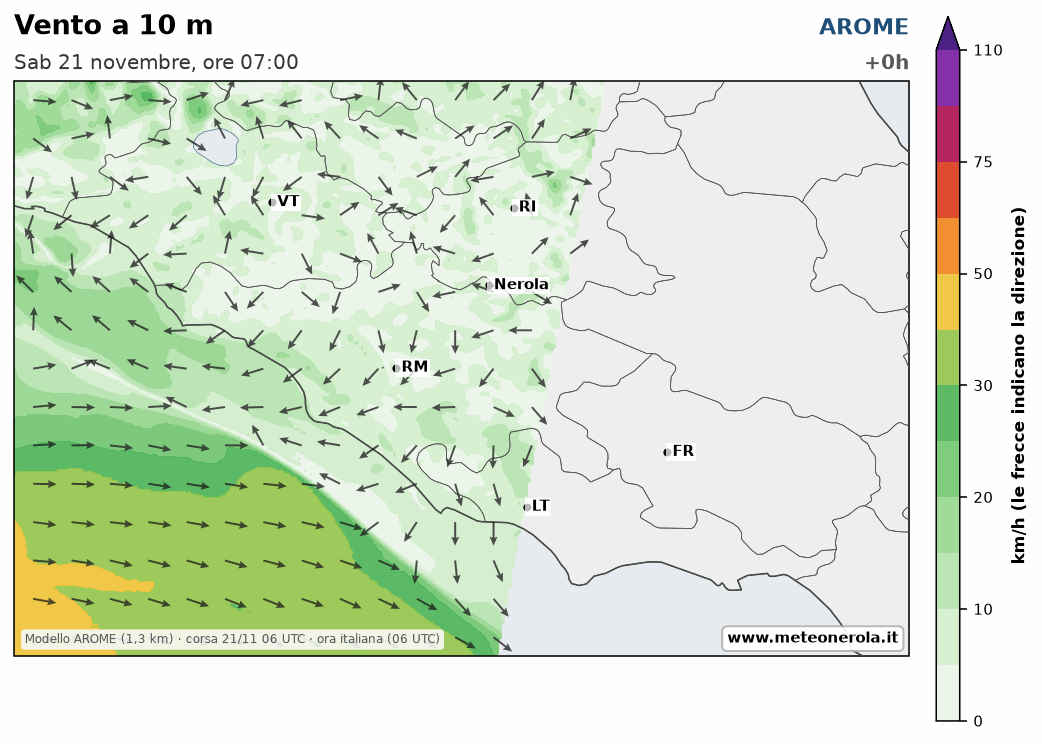 Vento a 10 m
AROME
Sab 21 novembre, ore 07:00
+0h
VT
RI
Nerola
RM
FR
LT
Modello AROME (1,3 km) · corsa 21/11 06 UTC · ora italiana (06 UTC)
www.meteonerola.it
110
75
50
30
20
10
0
km/h (le frecce indicano la direzione)